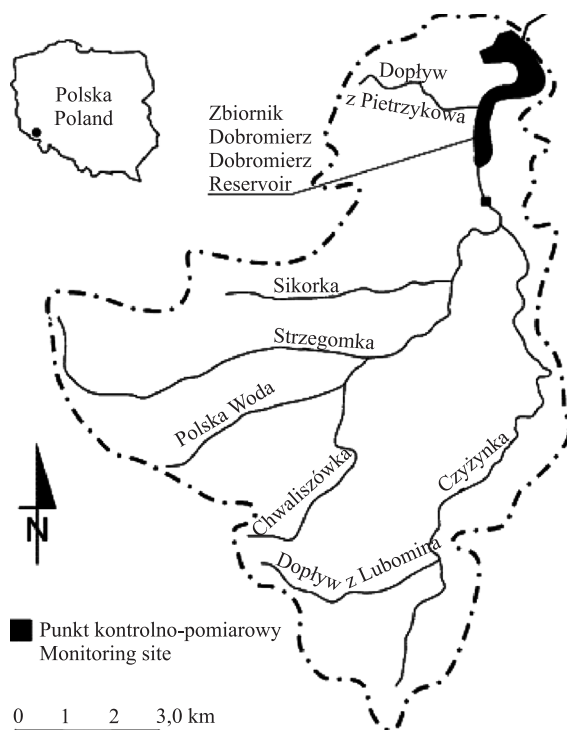 Polska
Poland
Dopływ
z Pietrzykowa
Zbiornik
Dobromierz
Dobromierz
Reservoir
Sikorka
Strzegomka
Polska Woda
Chwaliszówka
Czyżynka
Dopływ z Lubomina
N
Punkt kontrolno-pomiarowy
Monitoring site
0 1 2 3,0 km